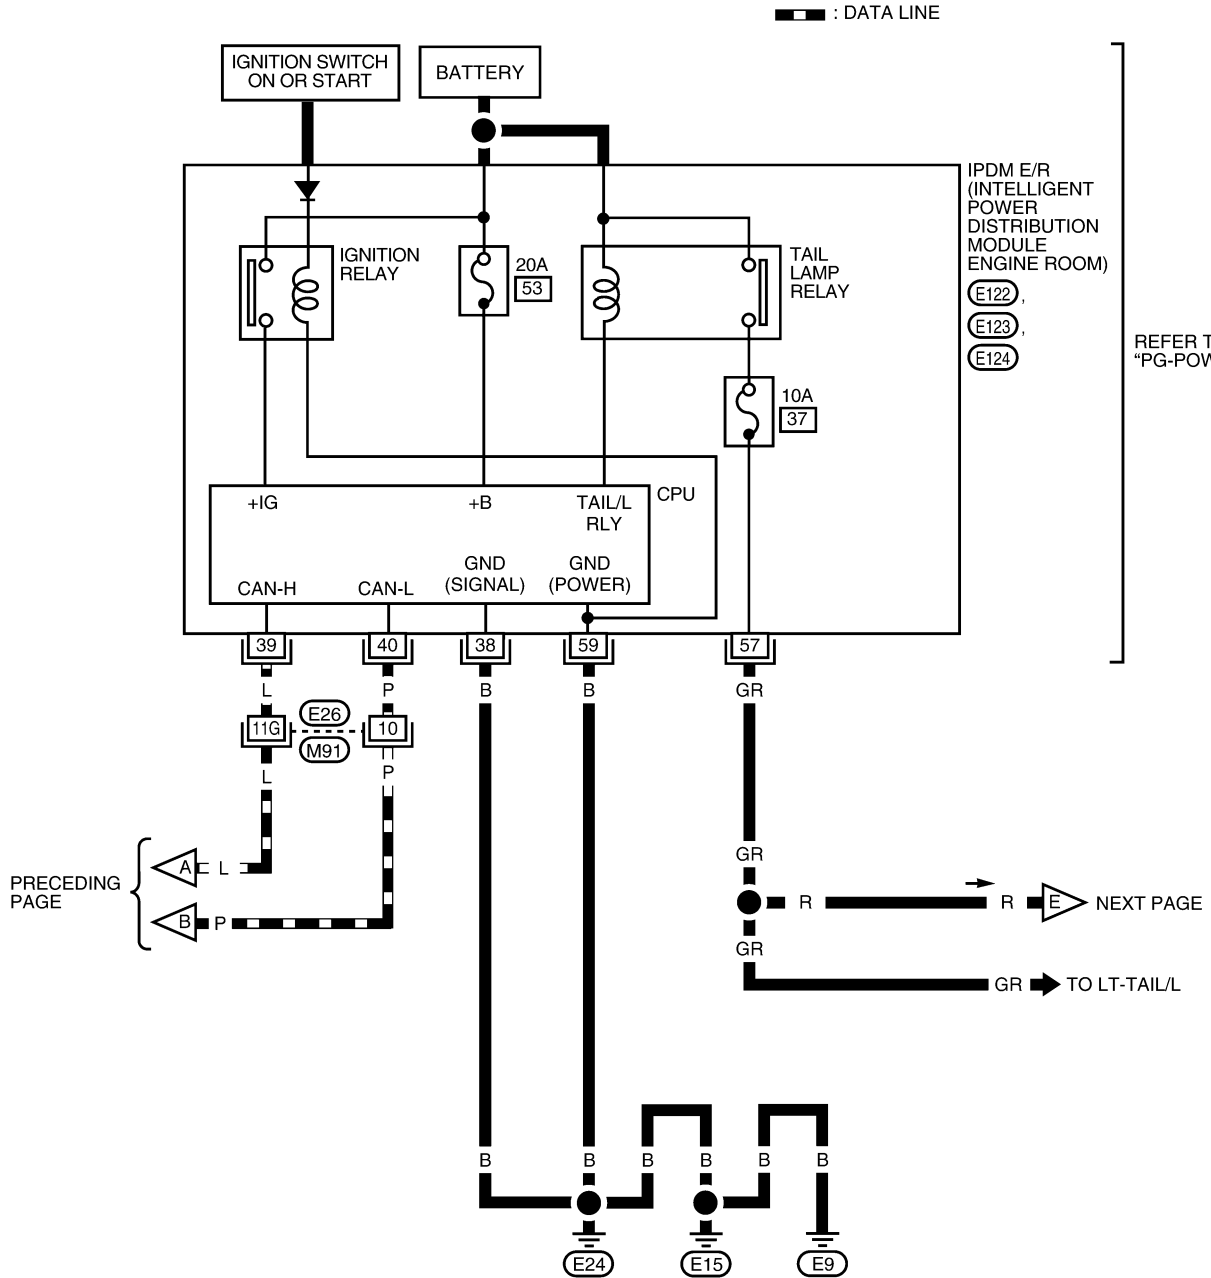 : DATA LINE
IGNITION SWITCH
ON OR START
BATTERY
IPDM E/R
(INTELLIGENT
POWER
DISTRIBUTION
MODULE
ENGINE ROOM)
E122 ,
E123 ,
E124
IGNITION
RELAY
20A
53
TAIL
LAMP
RELAY
REFER T
“PG-POW
10A
37
CPU
+IG
+B
TAIL/L
RLY
GND
(SIGNAL)
GND
(POWER)
CAN-H
CAN-L
39
40
38
59
57
L
P
B
B
GR
11G
E26
M91
10
L
P
PRECEDING
PAGE
A
L
B
P
GR
R
R
E
NEXT PAGE
GR
GR
TO LT-TAIL/L
B
B
B
B
B
B
E24
E15
E9